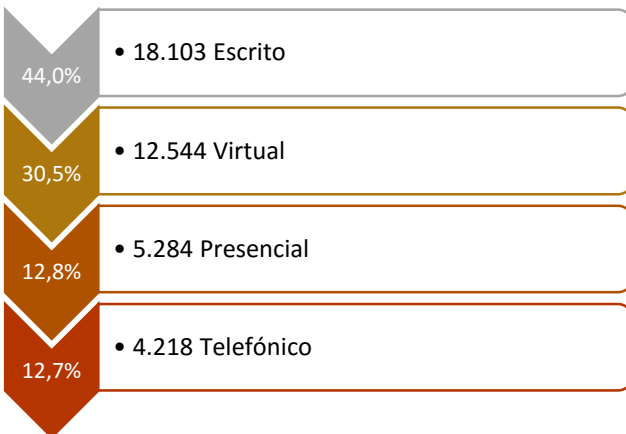 44,0%
• 18.103 Escrito
30,5%
• 12.544 Virtual
12,8%
• 5.284 Presencial
12,7%
• 4.218 Telefónico